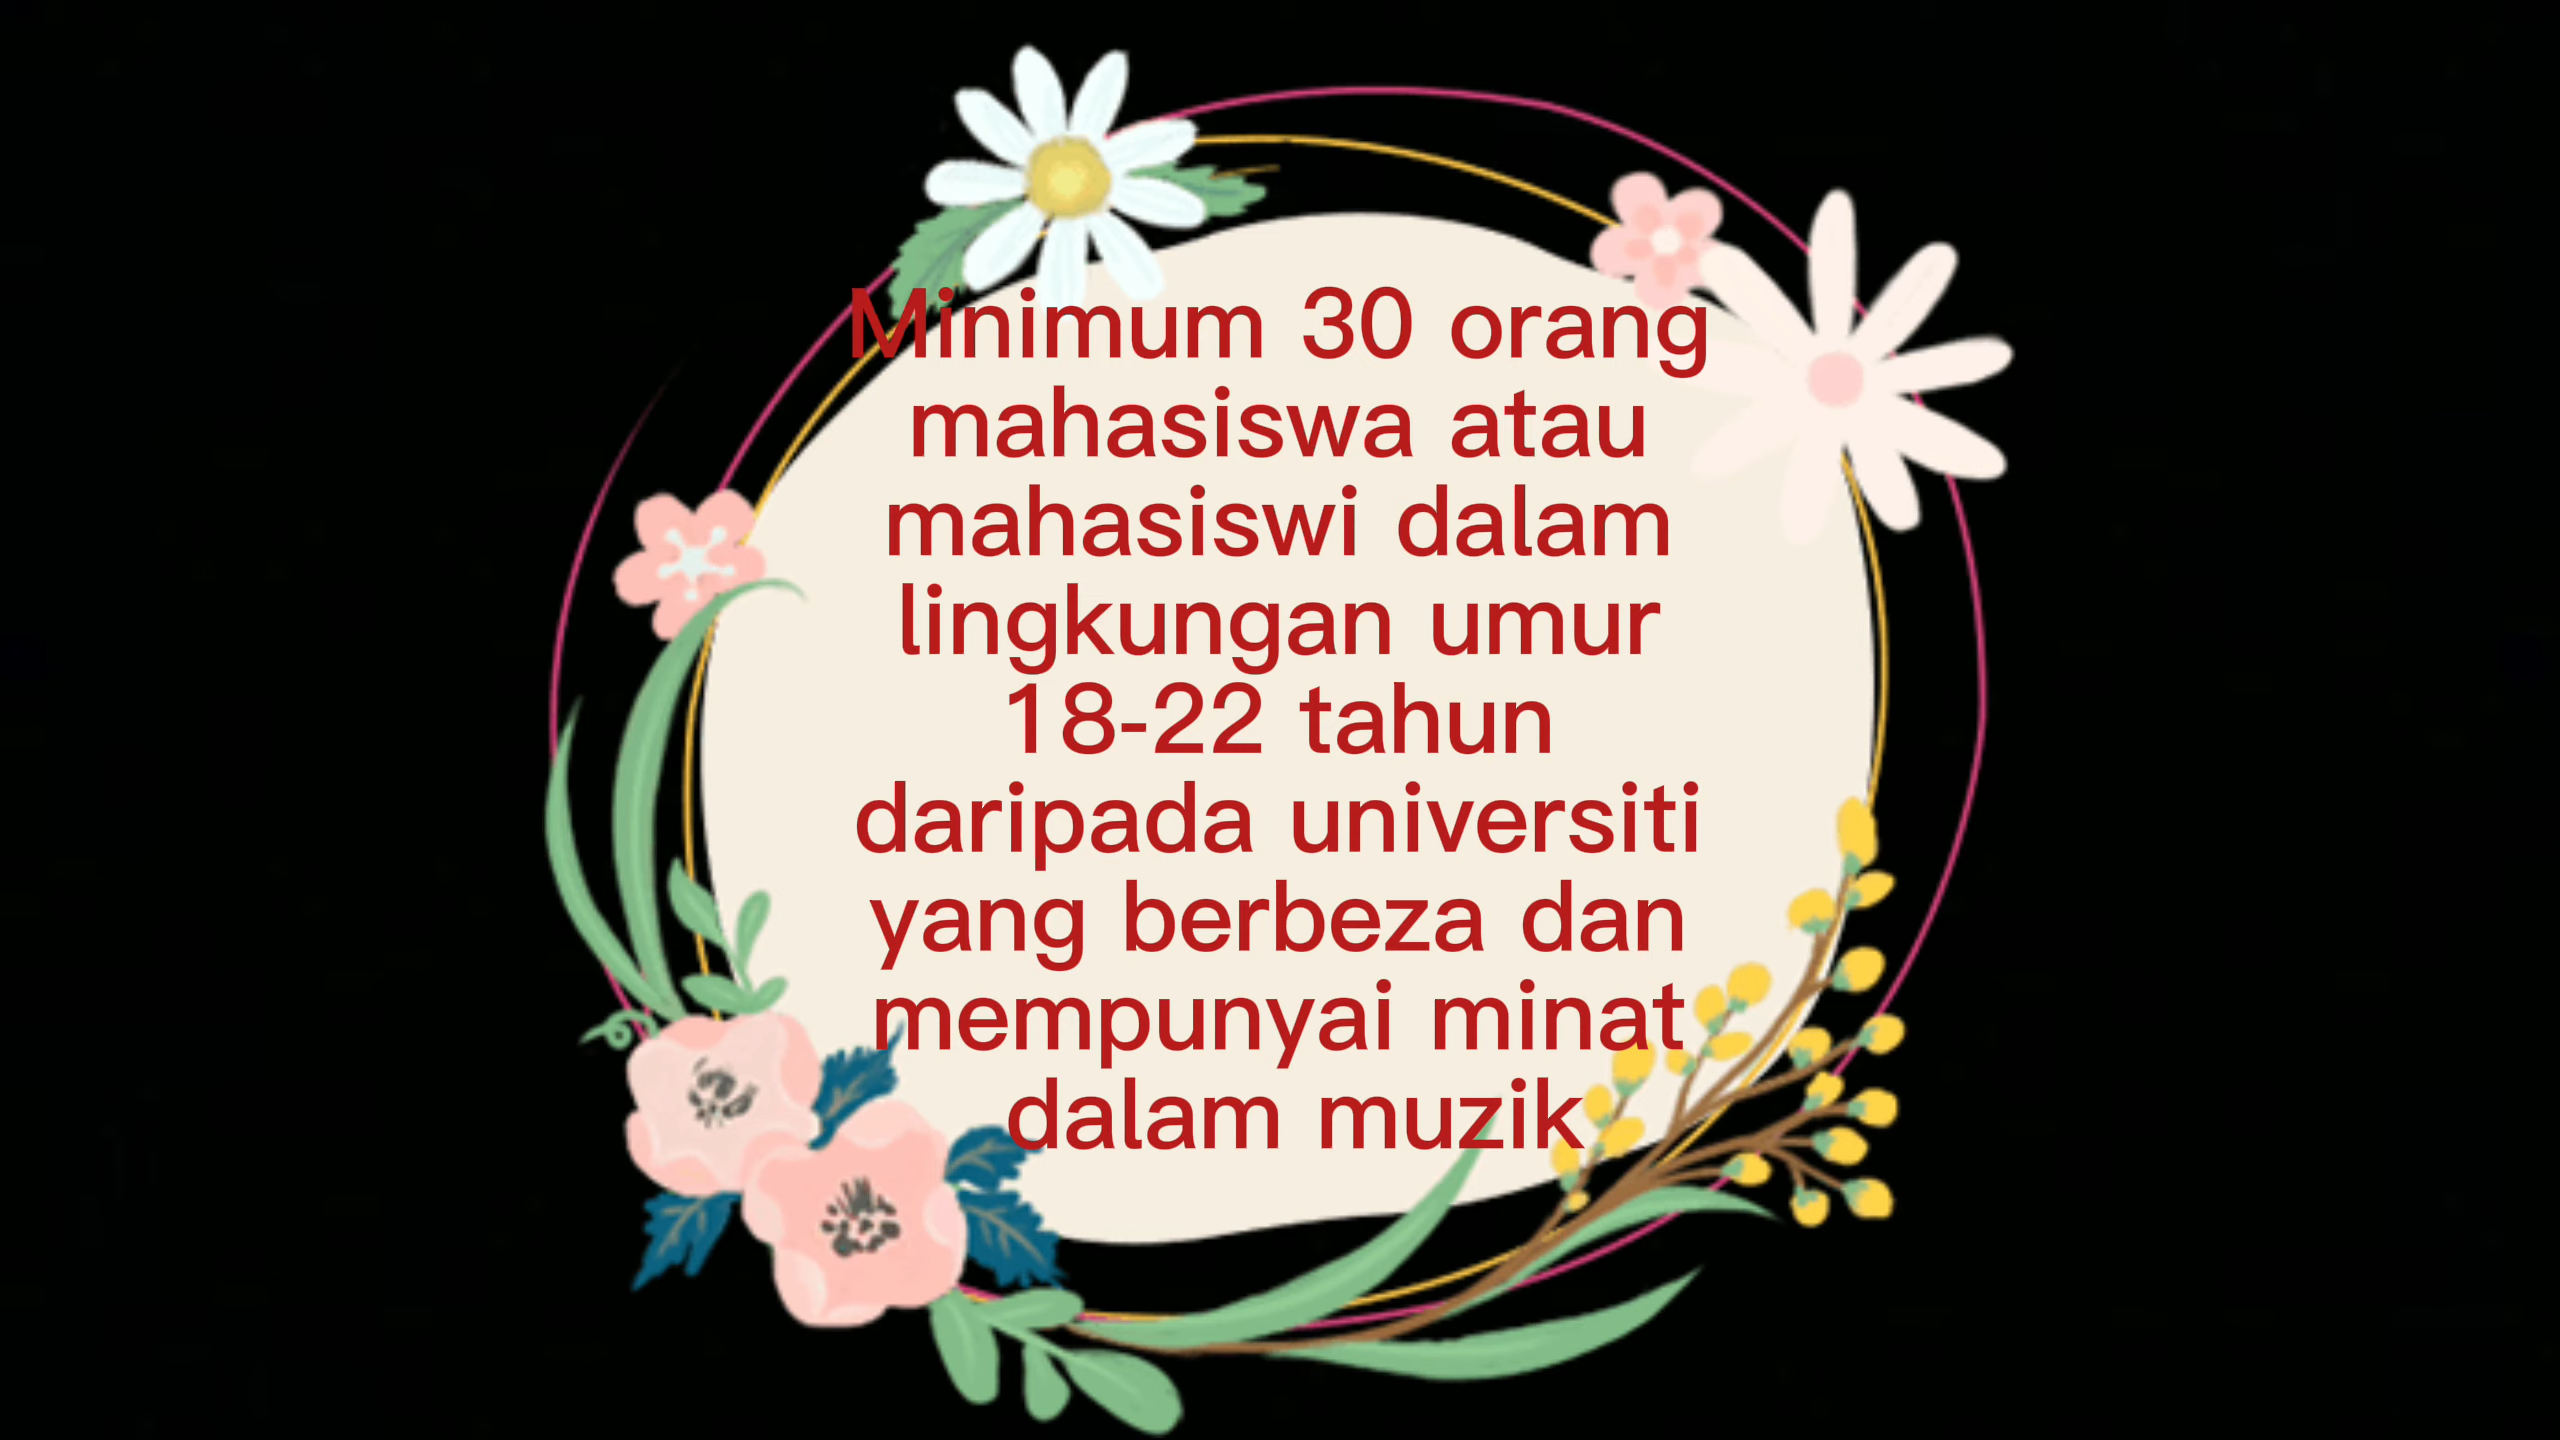 Minimum 30 orang
mahasiswa atau
mahasiswi dalam
lingkungan umur
18-22 tahun
daripada universiti
yang berbeza dan
mempunyai minat
dalam muzik